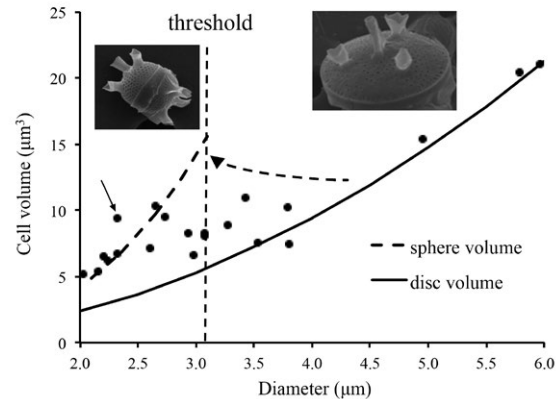 threshold
25
20
15
10
5
0
Cell volume (μm³)
sphere volume
disc volume
2.0 2.5 3.0 3.5 4.0 4.5 5.0 5.5 6.0
Diameter (μm)